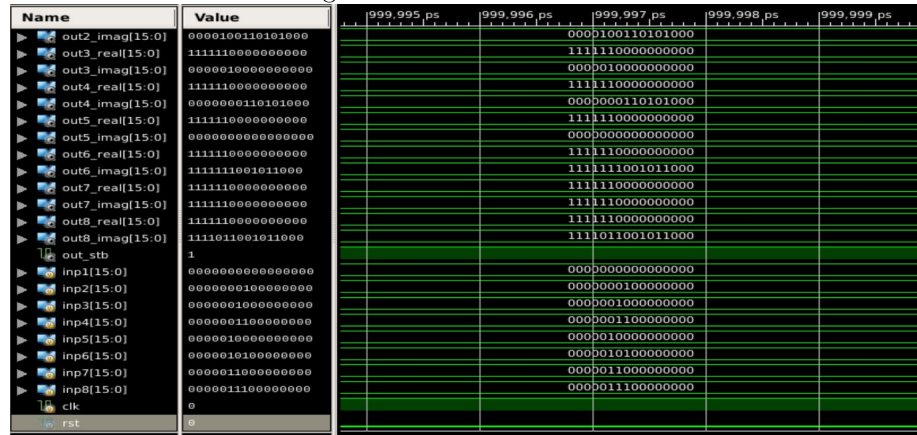 Name Value 999,995 ps 999,996 ps 999,997 ps 999,998 ps 999,999 ps
out2_imag[15:0] 0000100110101000 0000100110101000
out3_real[15:0] 1111110000000000 1111110000000000
out3_imag[15:0] 0000010000000000 0000010000000000
out4_real[15:0] 1111110000000000 1111110000000000
out4_imag[15:0] 0000000110101000 0000000110101000
out5_real[15:0] 1111110000000000 1111110000000000
out5_imag[15:0] 0000000000000000 0000000000000000
out6_real[15:0] 1111110000000000 1111110000000000
out6_imag[15:0] 1111111001011000 1111111001011000
out7_real[15:0] 1111110000000000 1111110000000000
out7_imag[15:0] 1111110000000000 1111110000000000
out8_real[15:0] 1111110000000000 1111110000000000
out8_imag[15:0] 1111011001011000 1111011001011000
out_stb 1
inp1[15:0] 0000000000000000 0000000000000000
inp2[15:0] 0000000100000000 0000000100000000
inp3[15:0] 0000001000000000 0000001000000000
inp4[15:0] 0000001100000000 0000001100000000
inp5[15:0] 0000010000000000 0000010000000000
inp6[15:0] 0000010100000000 0000010100000000
inp7[15:0] 0000011000000000 0000011000000000
inp8[15:0] 0000011100000000 0000011100000000
clk 0
rst 0